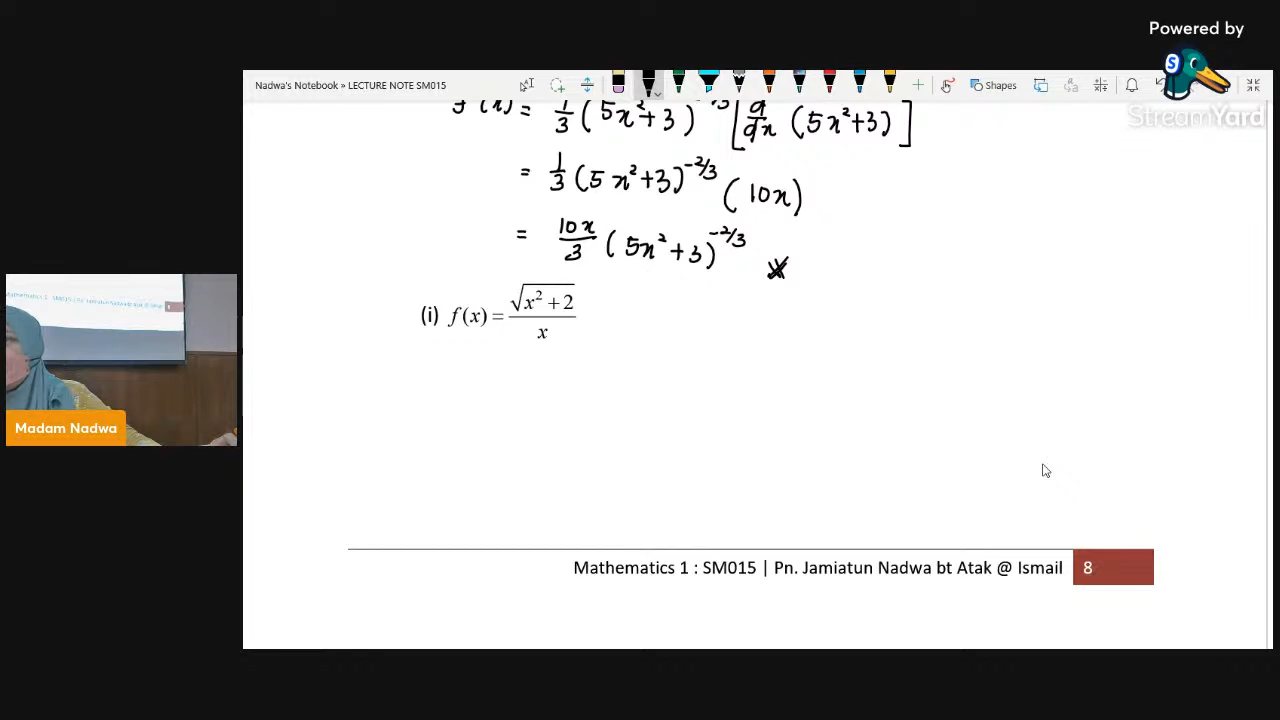 Powered by
S
StreamYard
Nadwa's Notebook » LECTURE NOTE SM015
Shapes
f'(x) = 1/3 (5x²+3)^-2/3 [d/dx (5x²+3)]
= 1/3 (5x²+3)^-2/3 (10x)
= 10x/3 (5x²+3)^-2/3
(i) f(x) = √(x²+2)/x
Madam Nadwa
Mathematics 1 : SM015 | Pn. Jamiatun Nadwa bt Atak @ Ismail 8